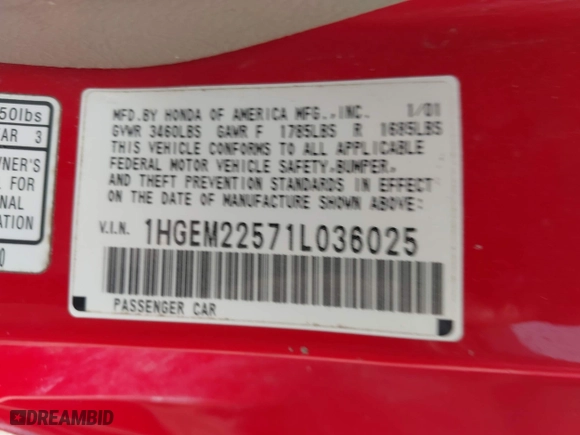 50lbs
AR 3
NER'S
FOR
NAL
ATION
0
MFD.BY HONDA OF AMERICA MFG.,INC. 1/01
GVWR 3460LBS GAWR F 1785LBS R 1685LBS
THIS VEHICLE CONFORMS TO ALL APPLICABLE
FEDERAL MOTOR VEHICLE SAFETY,BUMPER,
AND THEFT PREVENTION STANDARDS IN EFFECT
ON THE DATE OF MANUFACTURE SHOWN ABOVE:
V.I.N. 1HGEM22571L036025
PASSENGER CAR
DREAMBID